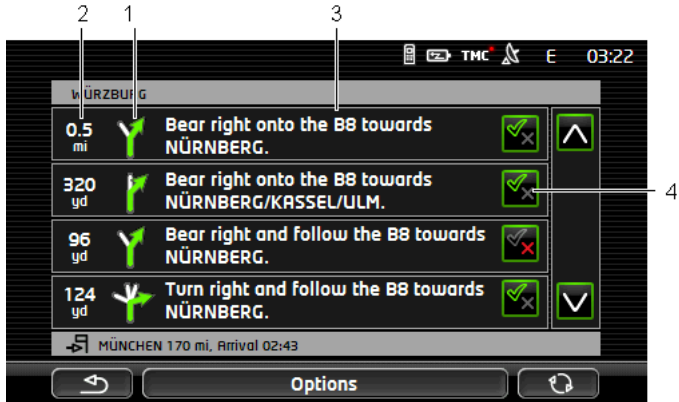 2 1 3
TMC E 03:22
WÜRZBURG
0.5 mi
Bear right onto the B8 towards
NÜRNBERG.
320 yd
Bear right onto the B8 towards
NÜRNBERG/KASSEL/ULM.
4
96 yd
Bear right and follow the B8 towards
NÜRNBERG.
124 yd
Turn right and follow the B8 towards
NÜRNBERG.
MÜNCHEN 170 mi, Arrival 02:43
Options